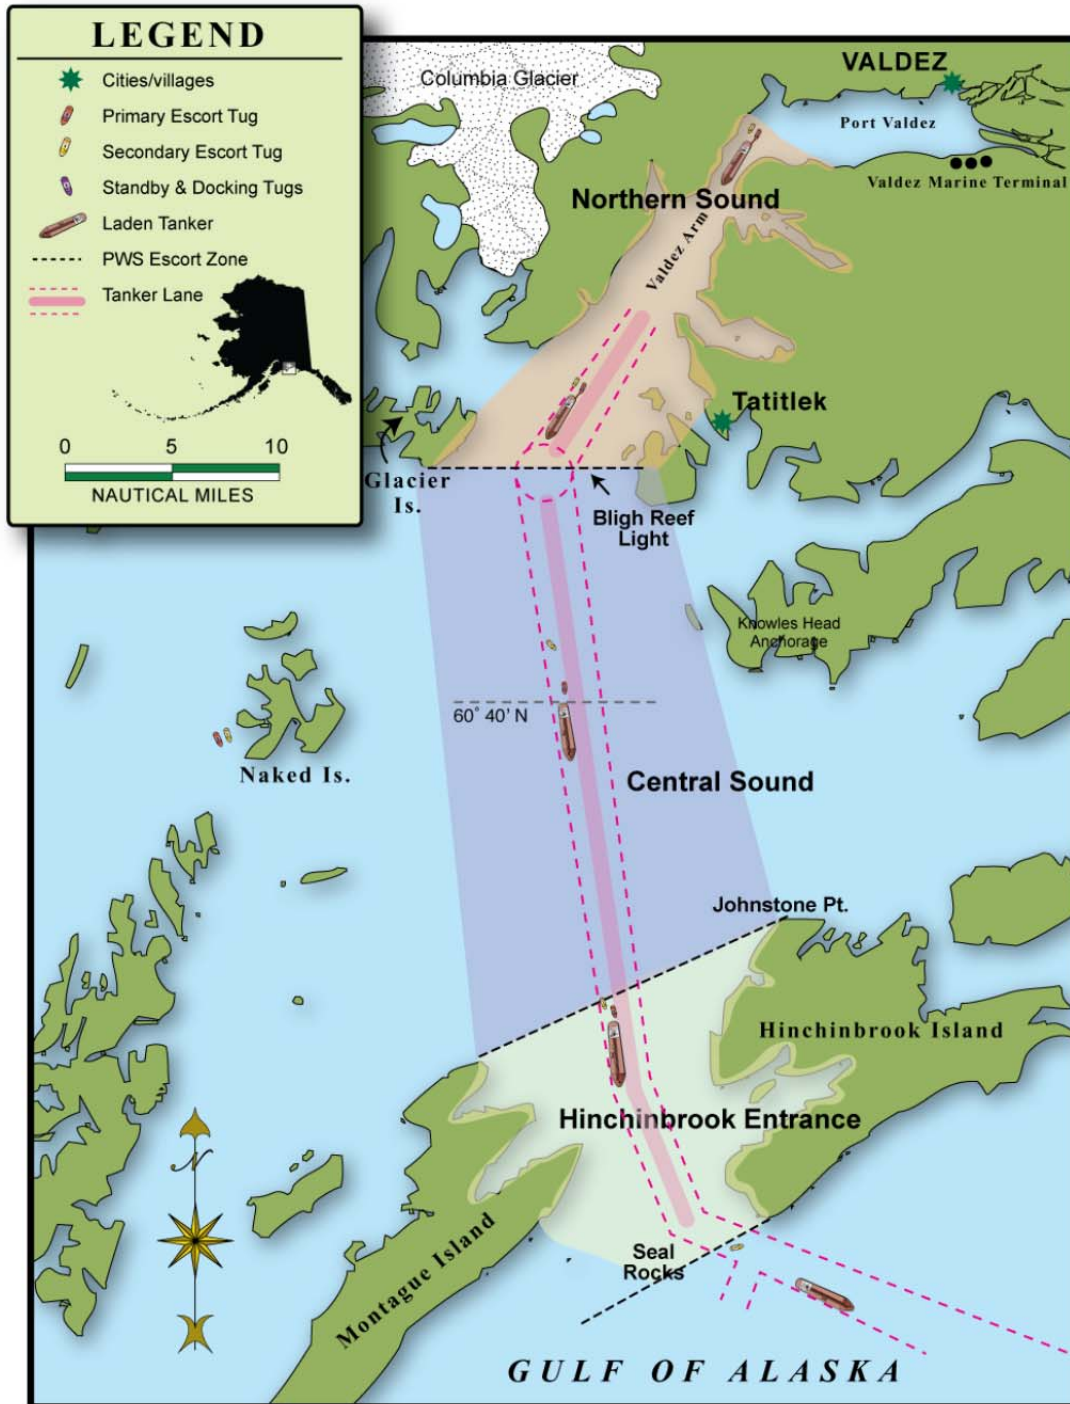 LEGEND
Cities/villages
Primary Escort Tug
Secondary Escort Tug
Standby & Docking Tugs
Laden Tanker
PWS Escort Zone
Tanker Lane
0 5 10
NAUTICAL MILES
Columbia Glacier
VALDEZ
Port Valdez
Valdez Marine Terminal
Northern Sound
Valdez Arm
Tatitlek
Glacier
Is.
Bligh Reef
Light
Knowles Head
Anchorage
60° 40' N
Naked Is.
Central Sound
Johnstone Pt.
Hinchinbrook Island
Hinchinbrook Entrance
N
Montague Island
Seal
Rocks
GULF OF ALASKA